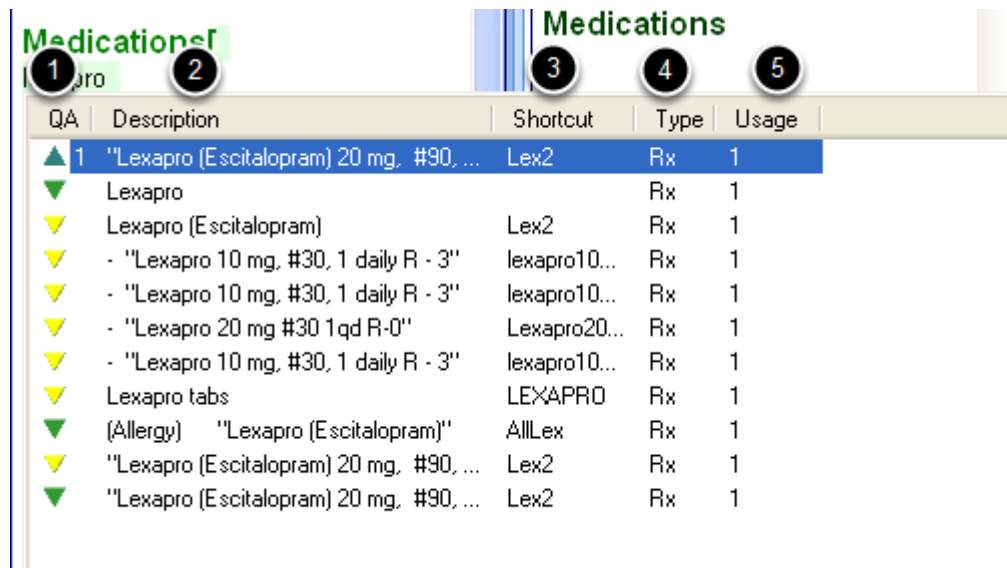 Medications[
Medications
1 2 3 4 5
pro
QA Description Shortcut Type Usage
1 "Lexapro (Escitalopram) 20 mg, #90, ... Lex2 Rx 1
Lexapro Rx 1
Lexapro (Escitalopram) Lex2 Rx 1
- "Lexapro 10 mg, #30, 1 daily R - 3" lexapro10... Rx 1
- "Lexapro 10 mg, #30, 1 daily R - 3" lexapro10... Rx 1
- "Lexapro 20 mg #30 1qd R-0" Lexapro20... Rx 1
- "Lexapro 10 mg, #30, 1 daily R - 3" lexapro10... Rx 1
Lexapro tabs LEXAPRO Rx 1
(Allergy) "Lexapro (Escitalopram)" AllLex Rx 1
"Lexapro (Escitalopram) 20 mg, #90, ... Lex2 Rx 1
"Lexapro (Escitalopram) 20 mg, #90, ... Lex2 Rx 1